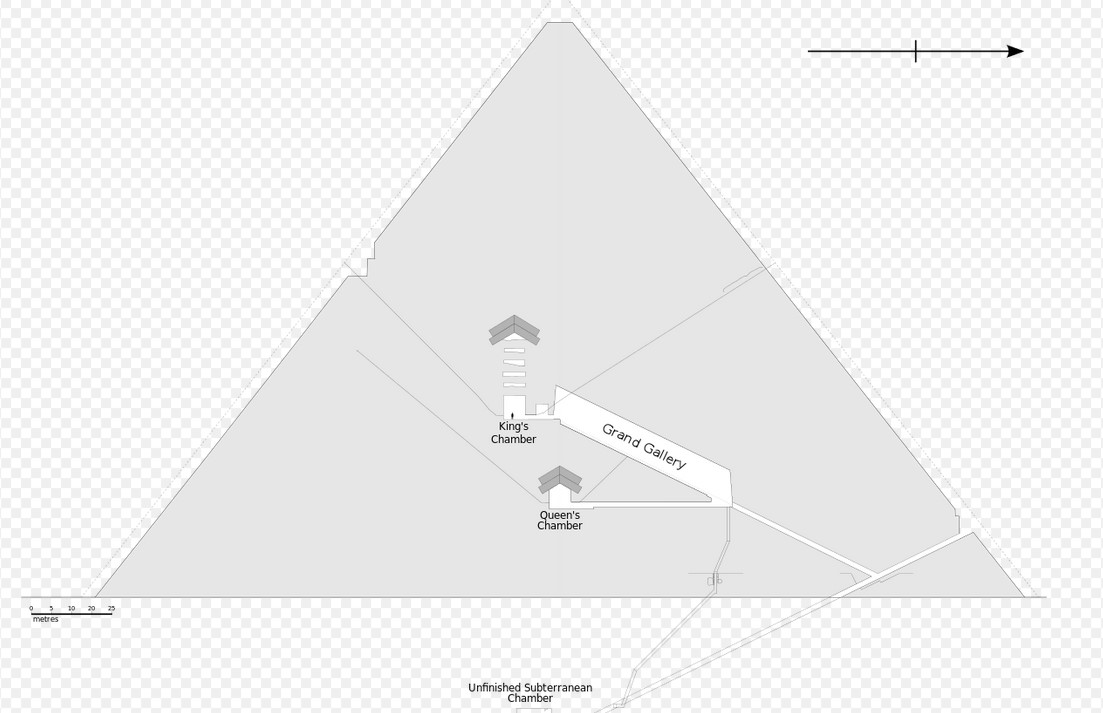 King's
Chamber
Grand Gallery
Queen's
Chamber
0 5 10 20 25
metres
Unfinished Subterranean
Chamber